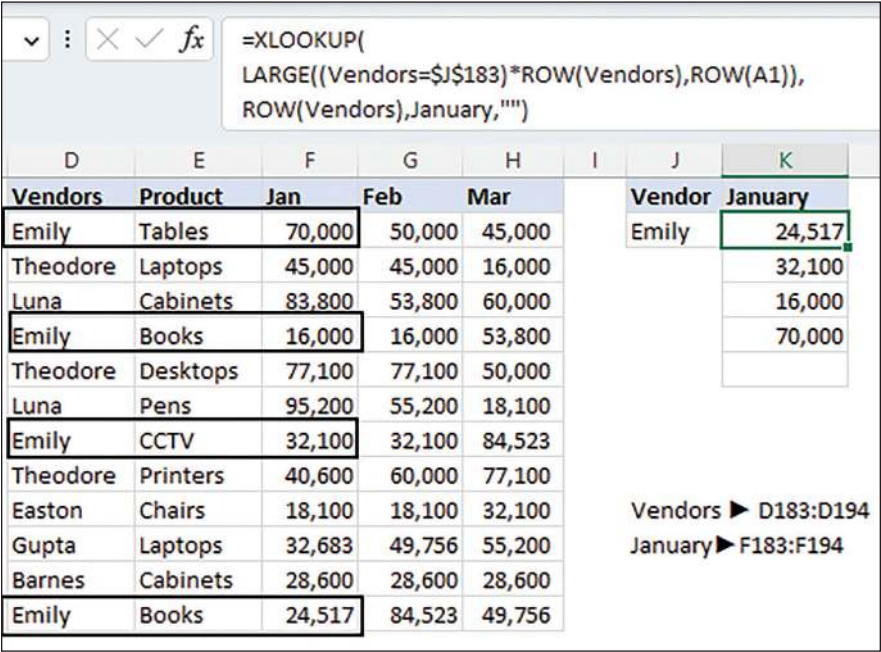 fx =XLOOKUP(
LARGE((Vendors=$J$183)*ROW(Vendors),ROW(A1)),
ROW(Vendors),January,"")
D E F G H I J K
Vendors Product Jan Feb Mar Vendor January
Emily Tables 70,000 50,000 45,000 Emily 24,517
Theodore Laptops 45,000 45,000 16,000 32,100
Luna Cabinets 83,800 53,800 60,000 16,000
Emily Books 16,000 16,000 53,800 70,000
Theodore Desktops 77,100 77,100 50,000
Luna Pens 95,200 55,200 18,100
Emily CCTV 32,100 32,100 84,523
Theodore Printers 40,600 60,000 77,100
Easton Chairs 18,100 18,100 32,100 Vendors ► D183:D194
Gupta Laptops 32,683 49,756 55,200 January ► F183:F194
Barnes Cabinets 28,600 28,600 28,600
Emily Books 24,517 84,523 49,756